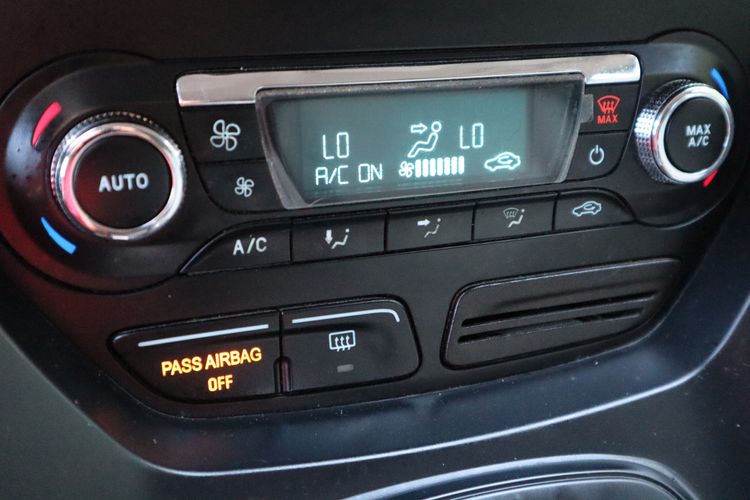 LO LO
A/C ON
MAX
AUTO
MAX
A/C
A/C
PASS AIRBAG
OFF